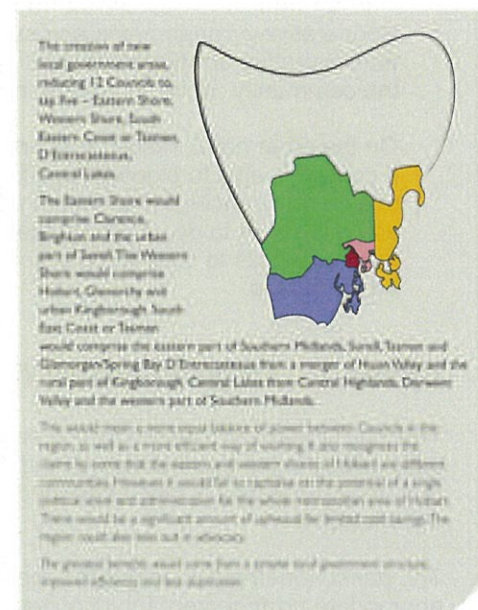 The creation of new
local government areas,
reducing 12 Councils to,
say, five – Eastern Shore,
Western Shore, South
Eastern Coast or Tasman,
D'Entrecasteaux,
Central Lakes.
The Eastern Shore would
comprise Clarence,
Brighton and the urban
part of Sorell. The Western
Shore would comprise
Hobart, Glenorchy and
urban Kingborough. South
East Coast or Tasman
would comprise the eastern part of Southern Midlands, Sorell, Tasman and
Glamorgan/Spring Bay. D'Entrecasteaux from a merger of Huon Valley and the
rural part of Kingborough, Central Lakes from Central Highlands, Derwent
Valley and the western part of Southern Midlands.
This would mean a more equal balance of power between Councils in the
region, as well as a more efficient way of working. It also recognises the
claims by some that the eastern and western shores of Hobart are different
communities. However it would fail to capitalise on the potential of a single
political voice and administration for the whole metropolitan area of Hobart.
There would be a significant amount of upheaval for limited cost savings. The
region could also lose out in advocacy.
The greatest benefits would come from a simpler local government structure,
improved efficiency and less duplication.